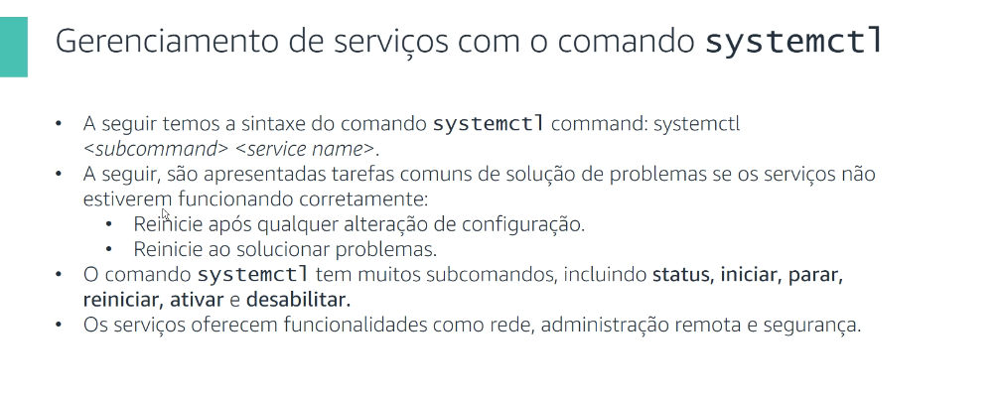 Gerenciamento de serviços com o comando systemctl
• A seguir temos a sintaxe do comando systemctl command: systemctl
<subcommand> <service name>.
• A seguir, são apresentadas tarefas comuns de solução de problemas se os serviços não
estiverem funcionando corretamente:
• Reinicie após qualquer alteração de configuração.
• Reinicie ao solucionar problemas.
• O comando systemctl tem muitos subcomandos, incluindo status, iniciar, parar,
reiniciar, ativar e desabilitar.
• Os serviços oferecem funcionalidades como rede, administração remota e segurança.